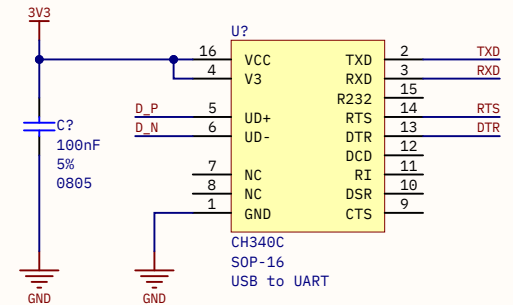 3V3
U?
16 VCC TXD 2 TXD
4 V3 RXD 3 RXD
R232 15
D_P 5 UD+ RTS 14 RTS
D_N 6 UD- DTR 13 DTR
DCD 12
7 NC RI 11
8 NC DSR 10
1 GND CTS 9
C?
100nF
5%
0805
CH340C
SOP-16
USB to UART
GND
GND